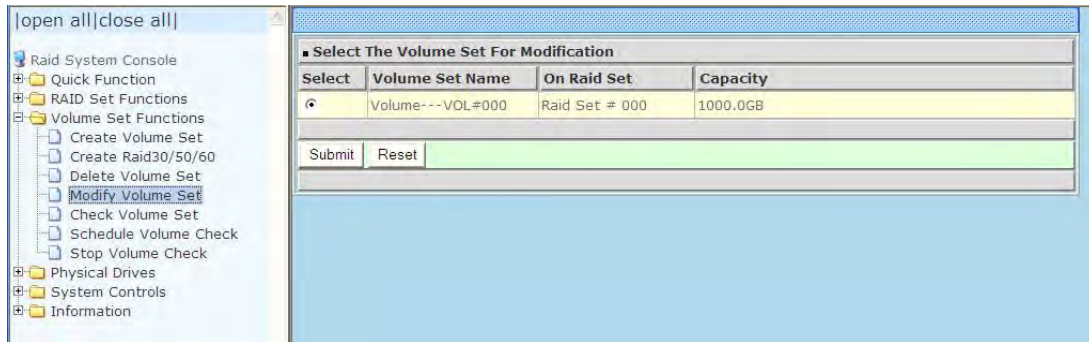 |open all|close all|
Raid System Console
Quick Function
RAID Set Functions
Volume Set Functions
Create Volume Set
Create Raid30/50/60
Delete Volume Set
Modify Volume Set
Check Volume Set
Schedule Volume Check
Stop Volume Check
Physical Drives
System Controls
Information
Select The Volume Set For Modification
Select Volume Set Name On Raid Set Capacity
Volume---VOL#000 Raid Set # 000 1000.0GB
Submit Reset